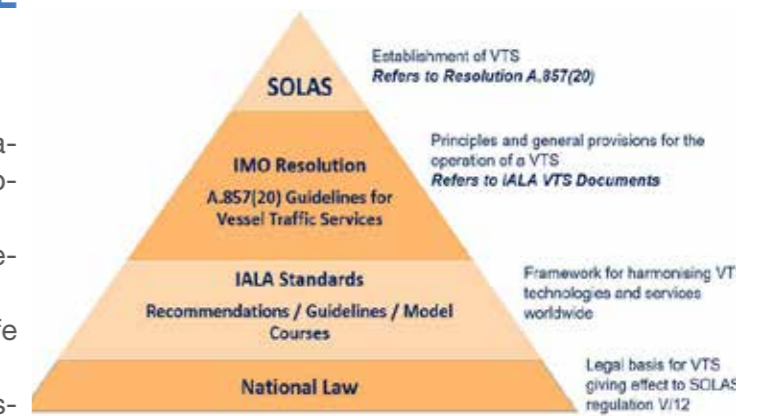 SOLAS
Establishment of VTS
Refers to Resolution A.857(20)
IMO Resolution
A.857(20) Guidelines for
Vessel Traffic Services
Principles and general provisions for the
operation of a VTS
Refers to IALA VTS Documents
IALA Standards
Recommendations / Guidelines / Model
Courses
Framework for harmonising VT
technologies and services
worldwide
National Law
Legal basis for VTS
giving effect to SOLAS
regulation V/12